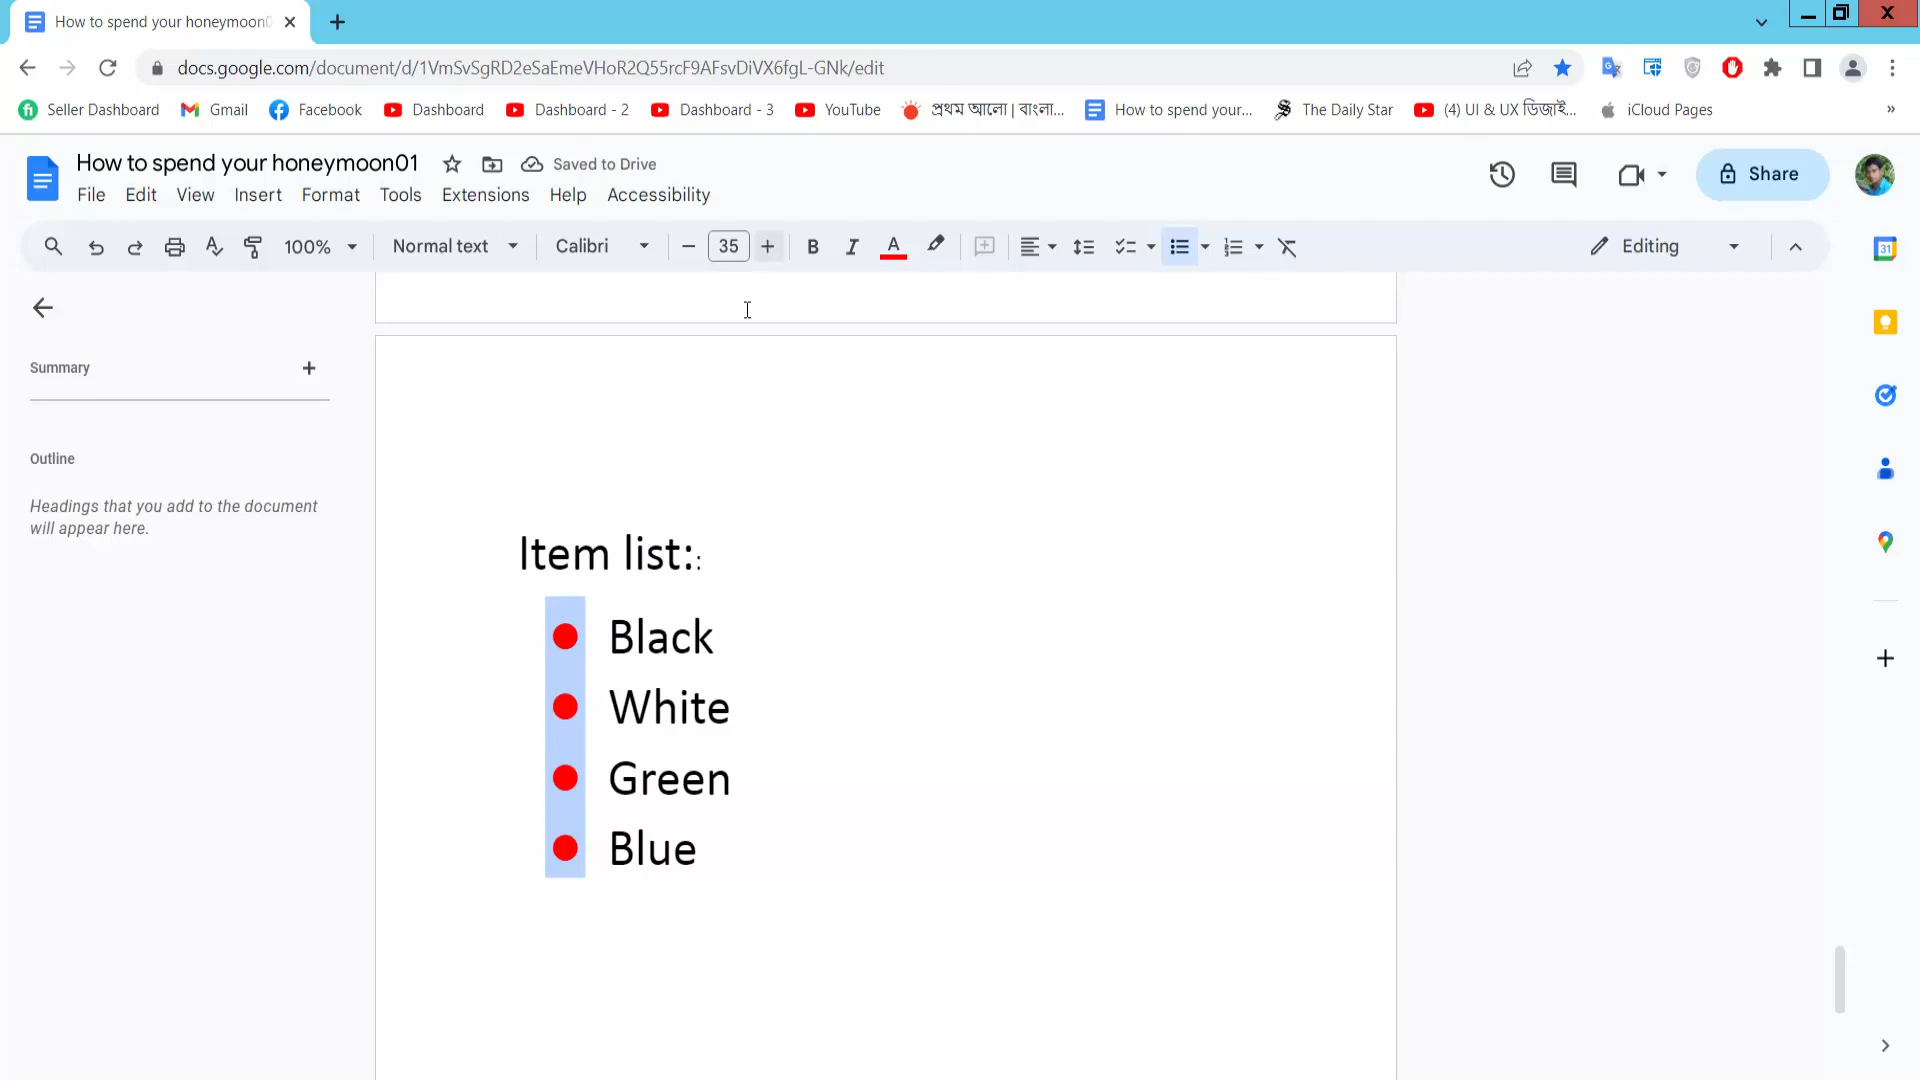 How to spend your honeymoon0
docs.google.com/document/d/1VmSvSgRD2eSaEmeVHoR2Q55rcF9AFsvDiVX6fgL-GNk/edit
Seller Dashboard Gmail Facebook Dashboard Dashboard - 2 Dashboard - 3 YouTube প্রথম আলো | বাংলা... How to spend your... The Daily Star (4) UI & UX ডিজাই... iCloud Pages »
How to spend your honeymoon01 Saved to Drive
File Edit View Insert Format Tools Extensions Help Accessibility
Share
100% Normal text Calibri 35 B I A Editing
31
Summary
Outline
Headings that you add to the document
will appear here.
Item list::
● Black
● White
● Green
● Blue